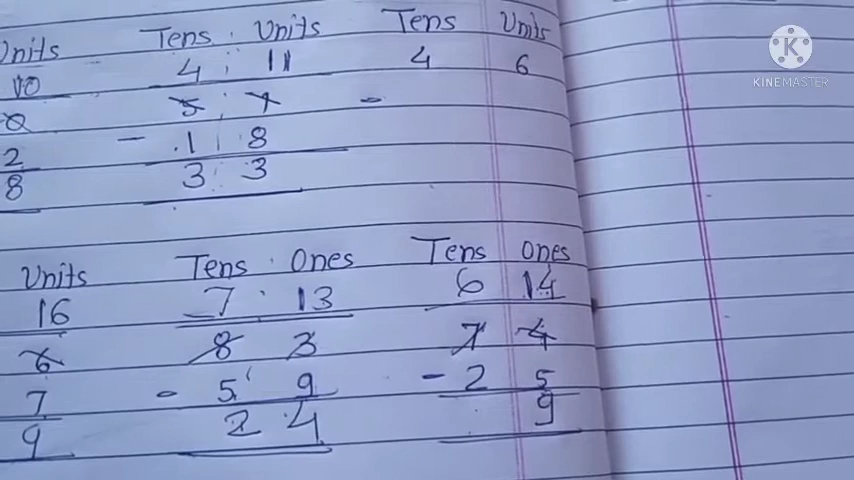 Units Tens Units Tens Units
10 4 11 4 6
0 5 1 -
2 - 1 8
8 3 3
Units Tens Ones Tens Ones
16 7 13 6 14
6 8 3 7 4
7 - 5 9 - 2 5
9 2 4 9
K
KINEMASTER